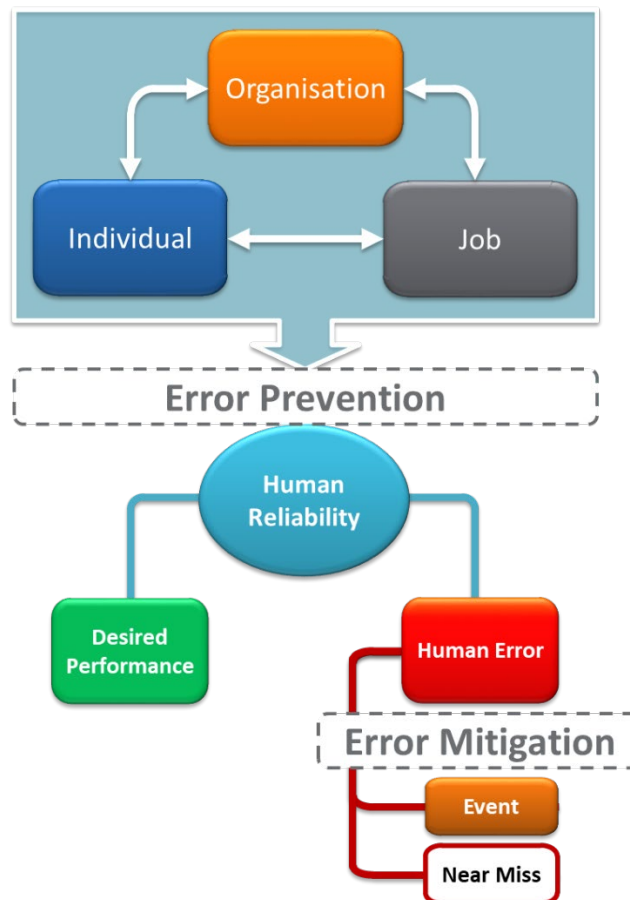 Organisation
Individual
Job
Error Prevention
Human
Reliability
Desired
Performance
Human Error
Error Mitigation
Event
Near Miss